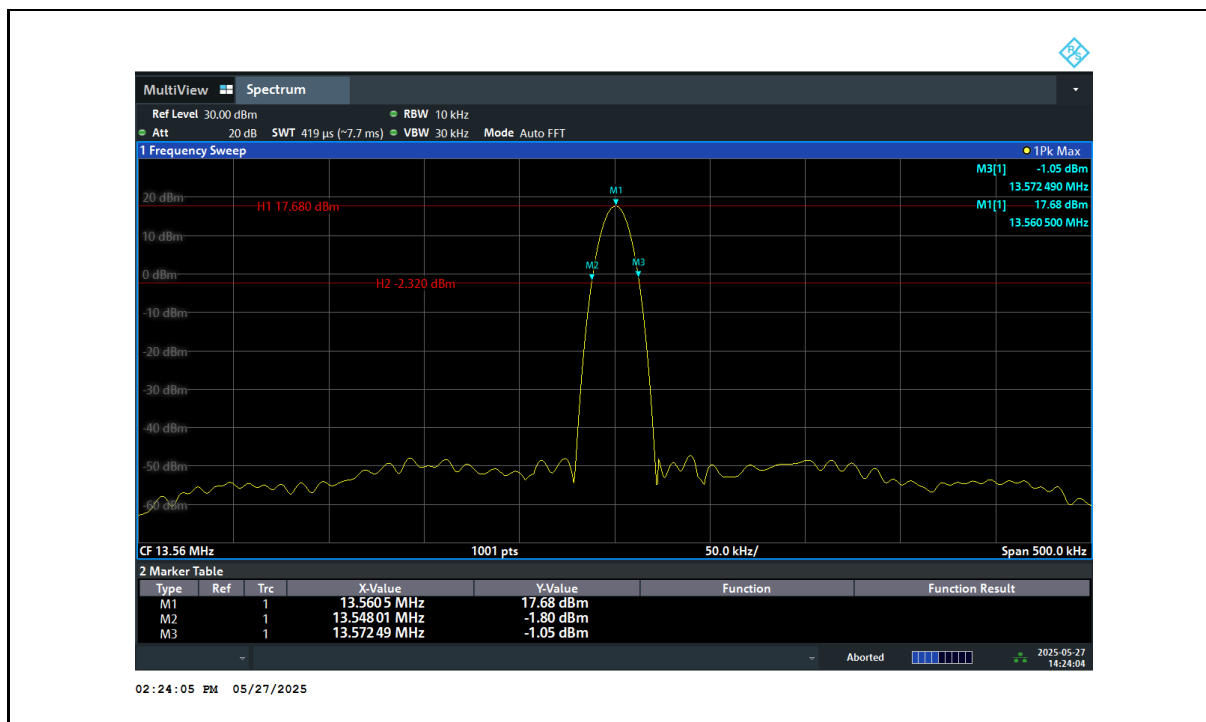 R S
MultiView Spectrum
Ref Level 30.00 dBm RBW 10 kHz
Att 20 dB SWT 419 µs (~7.7 ms) VBW 30 kHz Mode Auto FFT
1 Frequency Sweep 1Pk Max
M3[1] -1.05 dBm
13.572 490 MHz
M1[1] 17.68 dBm
13.560 500 MHz
M1
20 dBm
H1 17.680 dBm
10 dBm
M2 M3
0 dBm
H2 -2.320 dBm
-10 dBm
-20 dBm
-30 dBm
-40 dBm
-50 dBm
-60 dBm
CF 13.56 MHz 1001 pts 50.0 kHz/ Span 500.0 kHz
2 Marker Table
Type Ref Trc X-Value Y-Value Function Function Result
M1 1 13.560 5 MHz 17.68 dBm
M2 1 13.548 01 MHz -1.80 dBm
M3 1 13.572 49 MHz -1.05 dBm
Aborted 2025-05-27
14:24:04
02:24:05 PM 05/27/2025